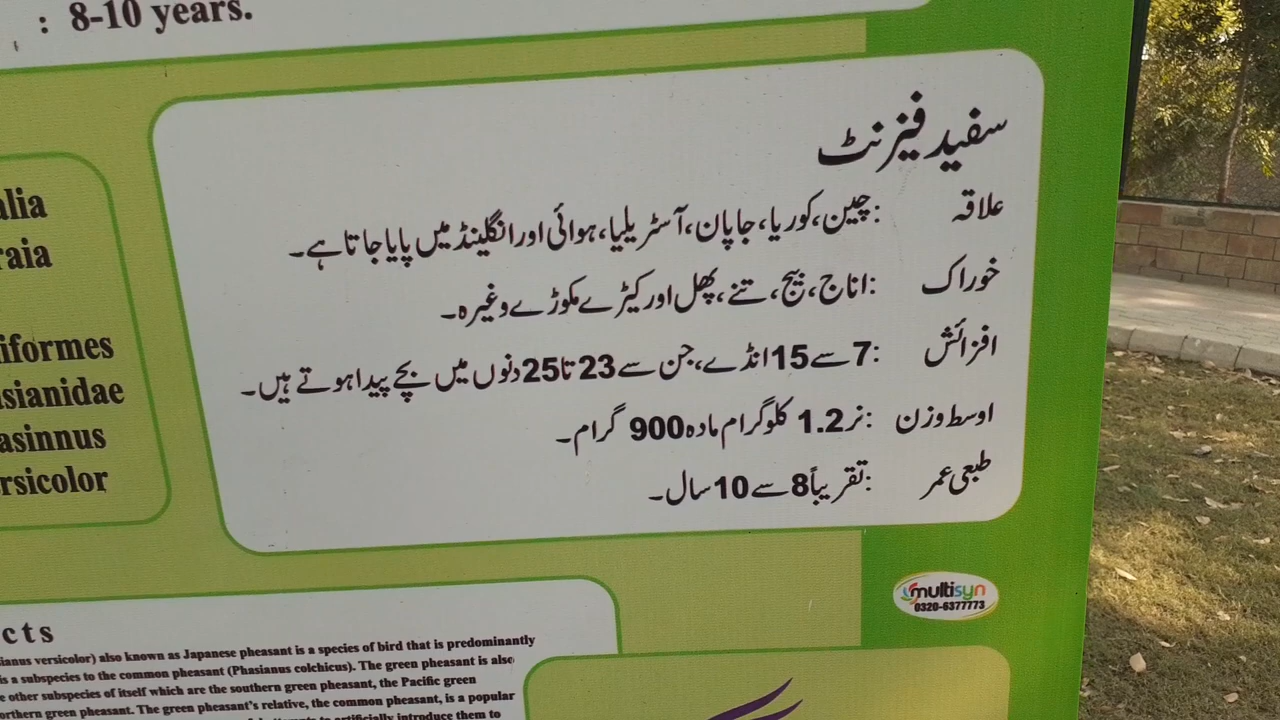 : 8-10 years.
سفید فیزنٹ
علاقہ :چین،کوریا،جاپان،آسٹریلیا،ہوائی اور انگلینڈ میں پایا جاتا ہے۔
خوراک :اناج،بیج،تنے،پھل اور کیڑے مکوڑے وغیرہ۔
افزائش :7 سے 15 انڈے،جن سے 23 تا 25 دنوں میں بچے پیدا ہوتے ہیں۔
اوسط وزن :نر 1.2 کلوگرام مادہ 900 گرام۔
طبعی عمر :تقریباً 8 سے 10 سال۔
alia
raia
iformes
sianidae
asinnus
rsicolor
multisyn
0320-6377773
cts
ianus versicolor) also known as Japanese pheasant is a species of bird that is predominantly
is a subspecies to the common pheasant (Phasianus colchicus). The green pheasant is also
e other subspecies of itself which are the southern green pheasant, the Pacific green
orthern green pheasant. The green pheasant's relative, the common pheasant, is a popular
attempts to artificially introduce them to